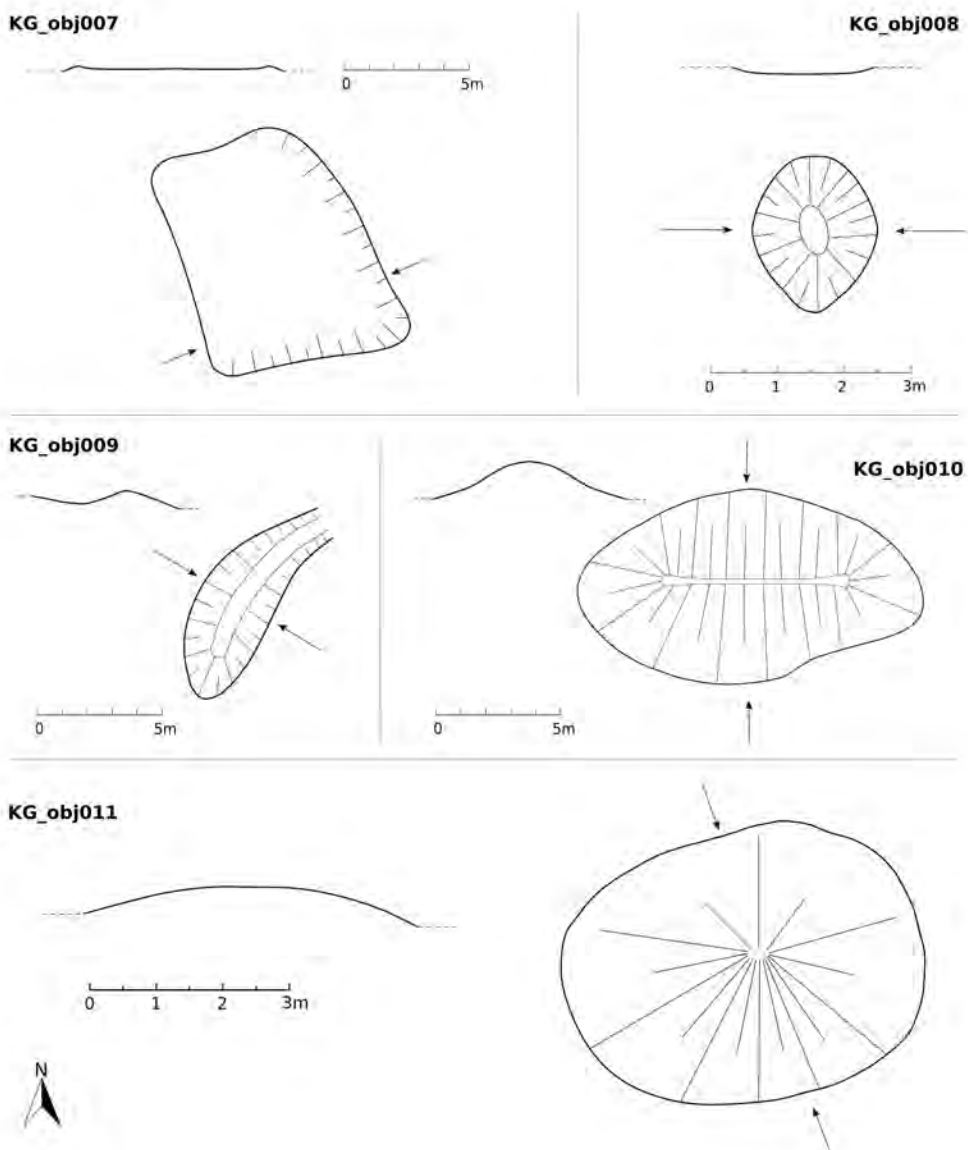 KG_obj007
0 5m
KG_obj008
0 1 2 3m
KG_obj009
0 5m
KG_obj010
0 5m
KG_obj011
0 1 2 3m
N